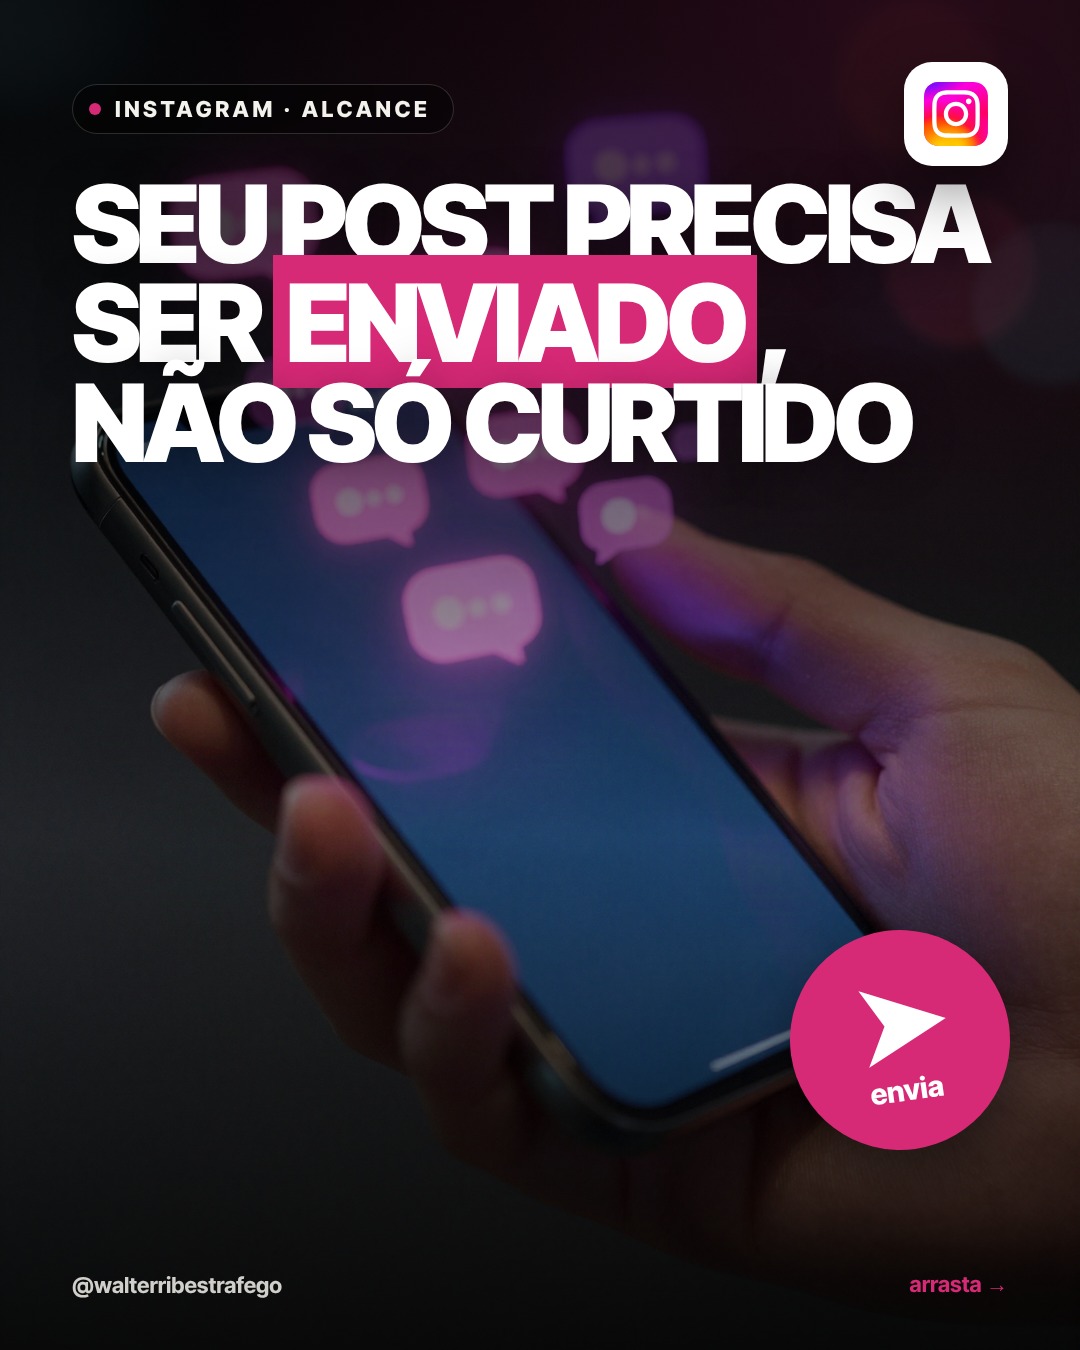 INSTAGRAM · ALCANCE
SEU POST PRECISA
SER ENVIADO,
NÃO SÓ CURTIDO
envia
@walterribestrafego
arrasta →